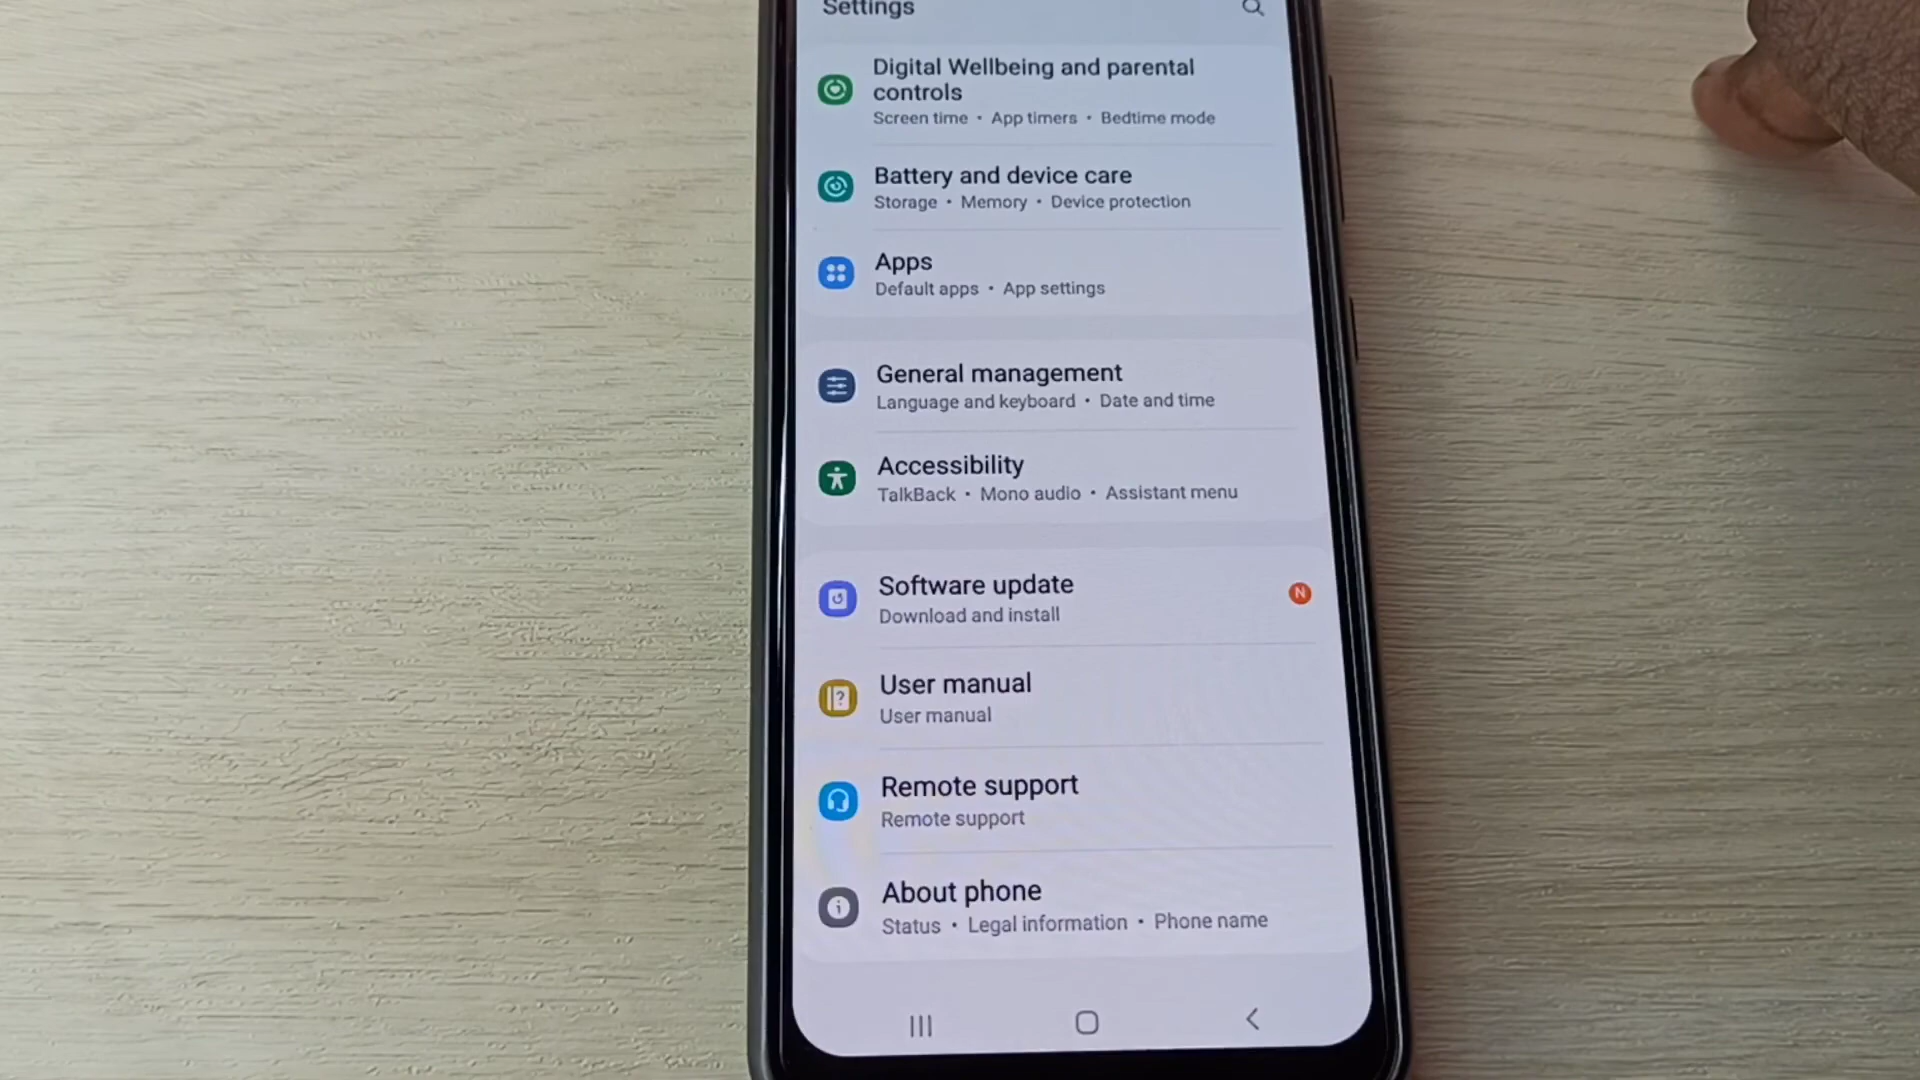 Settings
Digital Wellbeing and parental
controls
Screen time • App timers • Bedtime mode
Battery and device care
Storage • Memory • Device protection
Apps
Default apps • App settings
General management
Language and keyboard • Date and time
Accessibility
TalkBack • Mono audio • Assistant menu
Software update
N
Download and install
User manual
User manual
Remote support
Remote support
About phone
Status • Legal information • Phone name